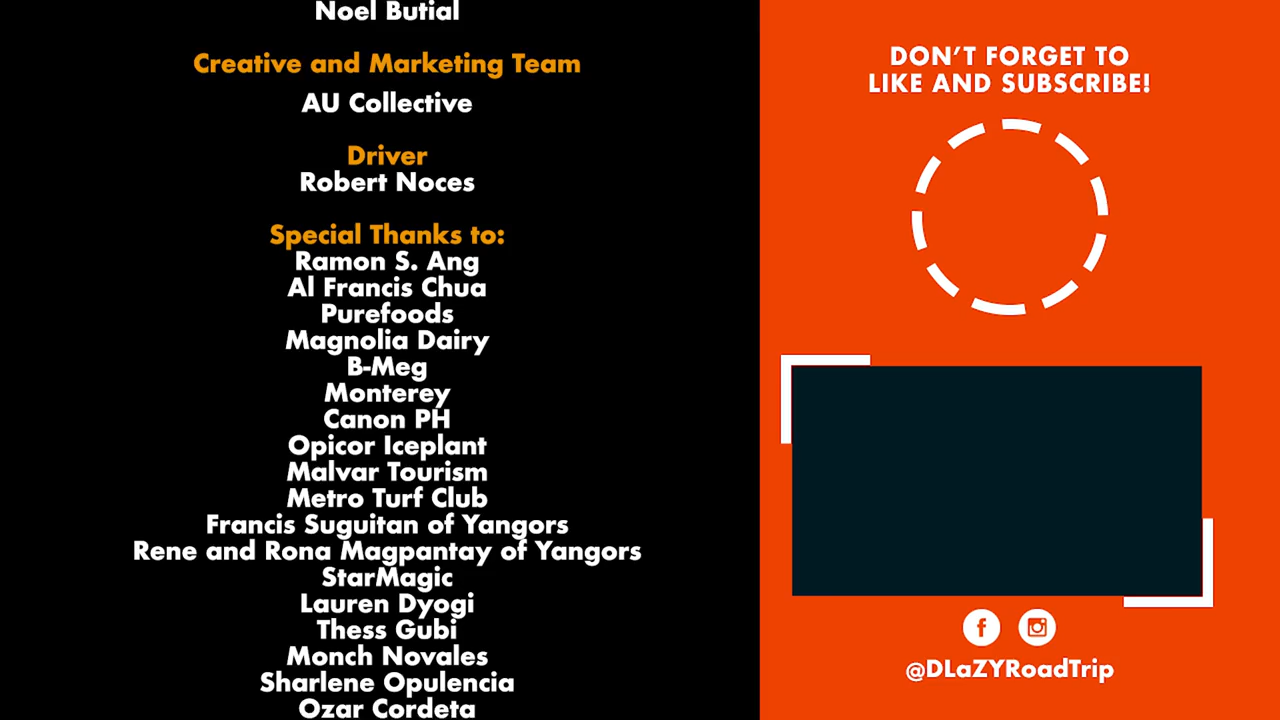 Noel Butial
Creative and Marketing Team
AU Collective
Driver
Robert Noces
Special Thanks to:
Ramon S. Ang
Al Francis Chua
Purefoods
Magnolia Dairy
B-Meg
Monterey
Canon PH
Opicor Iceplant
Malvar Tourism
Metro Turf Club
Francis Suguitan of Yangors
Rene and Rona Magpantay of Yangors
StarMagic
Lauren Dyogi
Thess Gubi
Monch Novales
Sharlene Opulencia
Ozar Cordeta
DON'T FORGET TO
LIKE AND SUBSCRIBE!
@DLaZYRoadTrip